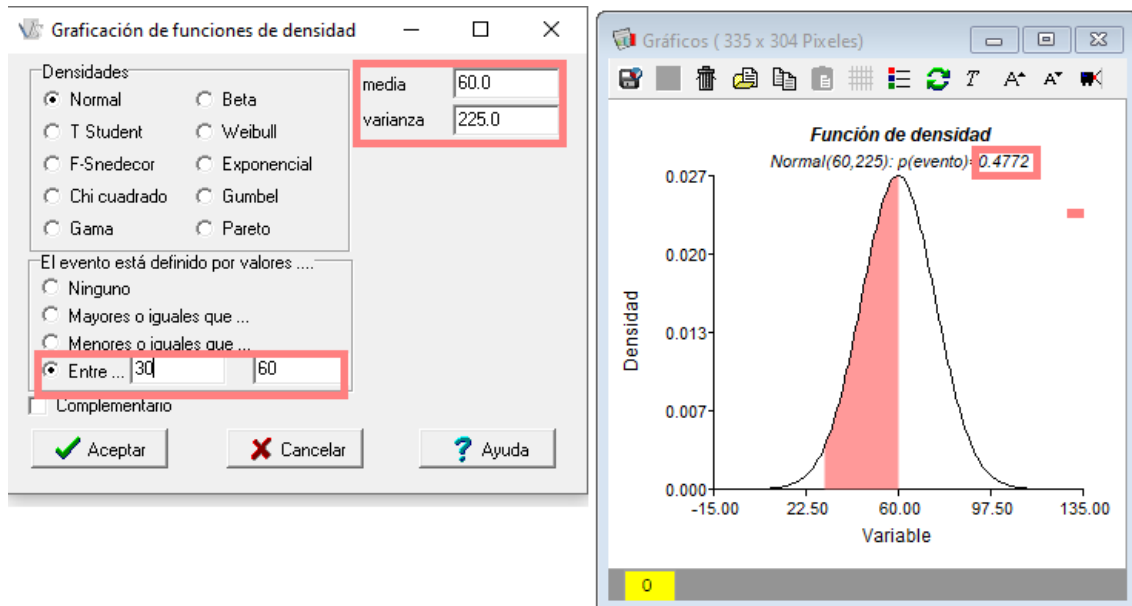 Graficación de funciones de densidad
Densidades
Normal
Beta
T Student
Weibull
F-Snedecor
Exponencial
Chi cuadrado
Gumbel
Gama
Pareto
media 60.0
varianza 225.0
El evento está definido por valores ....
Ninguno
Mayores o iguales que ...
Menores o iguales que ...
Entre ... 30 60
Complementario
Aceptar
Cancelar
? Ayuda
Gráficos ( 335 x 304 Pixeles)
T A A
Función de densidad
Normal(60,225): p(evento)=0.4772
0.027
0.020
0.013
0.007
0.000
Densidad
-15.00 22.50 60.00 97.50 135.00
Variable
0